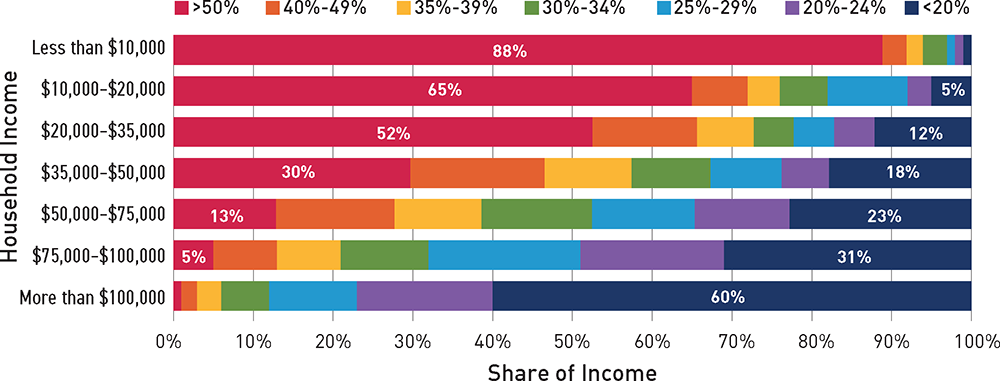 >50% 40%-49% 35%-39% 30%-34% 25%-29% 20%-24% <20%
Household Income
Less than $10,000 88%
$10,000–$20,000 65% 5%
$20,000–$35,000 52% 12%
$35,000–$50,000 30% 18%
$50,000–$75,000 13% 23%
$75,000–$100,000 5% 31%
More than $100,000 60%
0% 10% 20% 30% 40% 50% 60% 70% 80% 90% 100%
Share of Income